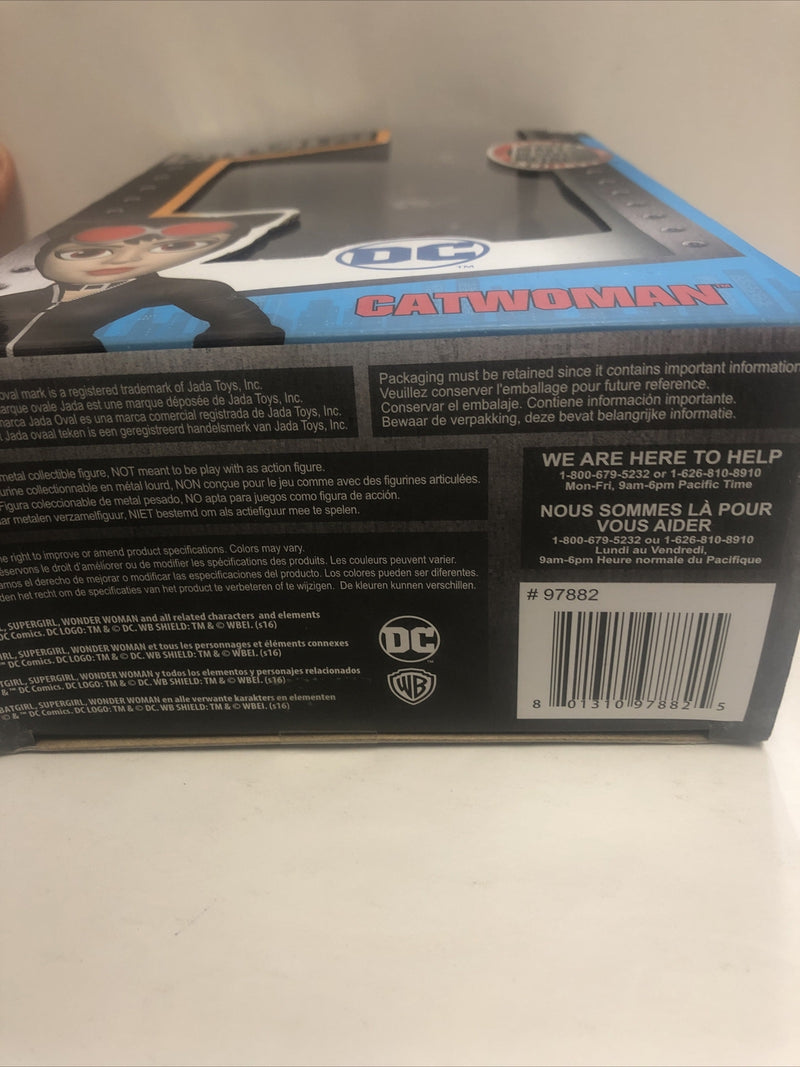 DC
TM
CATWOMAN™
oval mark is a registered trademark of Jada Toys, Inc.
arque ovale Jada est une marque déposée de Jada Toys, Inc.
marca Jada Oval es una marca comercial registrada de Jada Toys, Inc.
Jada ovaal teken is een geregistreerd handelsmerk van Jada Toys, Inc.
Packaging must be retained since it contains important information
Veuillez conserver l'emballage pour future reference.
Conservar el embalaje. Contiene información importante.
Bewaar de verpakking, deze bevat belangrijke informatie.
metal collectible figure, NOT meant to be play with as action figure.
urine collectionnable en métal lourd, NON conçue pour le jeu comme avec des figurines articulées.
Figura coleccionable de metal pesado, NO apta para juegos como figura de acción.
ar metalen verzamelfiguur, NIET bestemd om als actiefiguur mee te spelen.
WE ARE HERE TO HELP
1-800-679-5232 or 1-626-810-8910
Mon-Fri, 9am-6pm Pacific Time
NOUS SOMMES LÀ POUR
VOUS AIDER
1-800-679-5232 ou 1-626-810-8910
Lundi au Vendredi,
9am-6pm Heure normale du Pacifique
he right to improve or amend product specifications. Colors may vary.
éservons le droit d'améliorer ou de modifier les spécifications des produits. Les couleurs peuvent varier.
amos el derecho de mejorar o modificar las especificaciones del producto. Los colores pueden ser diferentes.
den het recht om de specificaties van het product te verbeteren of te wijzigen. De kleuren kunnen verschillen.
L, SUPERGIRL, WONDER WOMAN and all related characters and elements
DC Comics. DC LOGO: TM & © DC. WB SHIELD: TM & © WBEI. (s16)
IRL, SUPERGIRL, WONDER WOMAN et tous les personnages et éléments connexes
™ DC Comics. DC LOGO: TM & © DC. WB SHIELD: TM & © WBEI. (s16)
TGIRL, SUPERGIRL, WONDER WOMAN y todos los elementos y personajes relacionados
& ™ DC Comics. DC LOGO: TM & © DC. WB SHIELD: TM & © WBEI. (s16)
BATGIRL, SUPERGIRL, WONDER WOMAN en alle verwante karakters en elementen
© & ™ DC Comics. DC LOGO: TM & © DC. WB SHIELD: TM & © WBEI. (s16)
DC
WB
# 97882
8 01310 97882 5